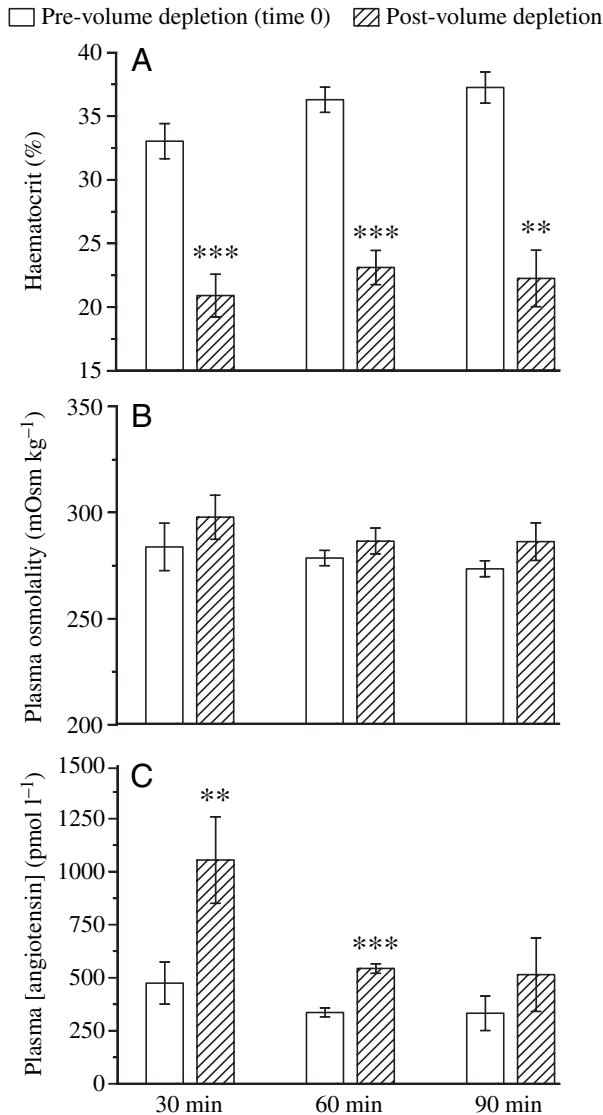 Pre-volume depletion (time 0) Post-volume depletion
A
Haematocrit (%)
40
35
30
25
20
15
*** *** **
B
Plasma osmolality (mOsm kg⁻¹)
350
300
250
200
C
Plasma [angiotensin] (pmol l⁻¹)
1500
1250
1000
750
500
250
0
** ***
30 min 60 min 90 min